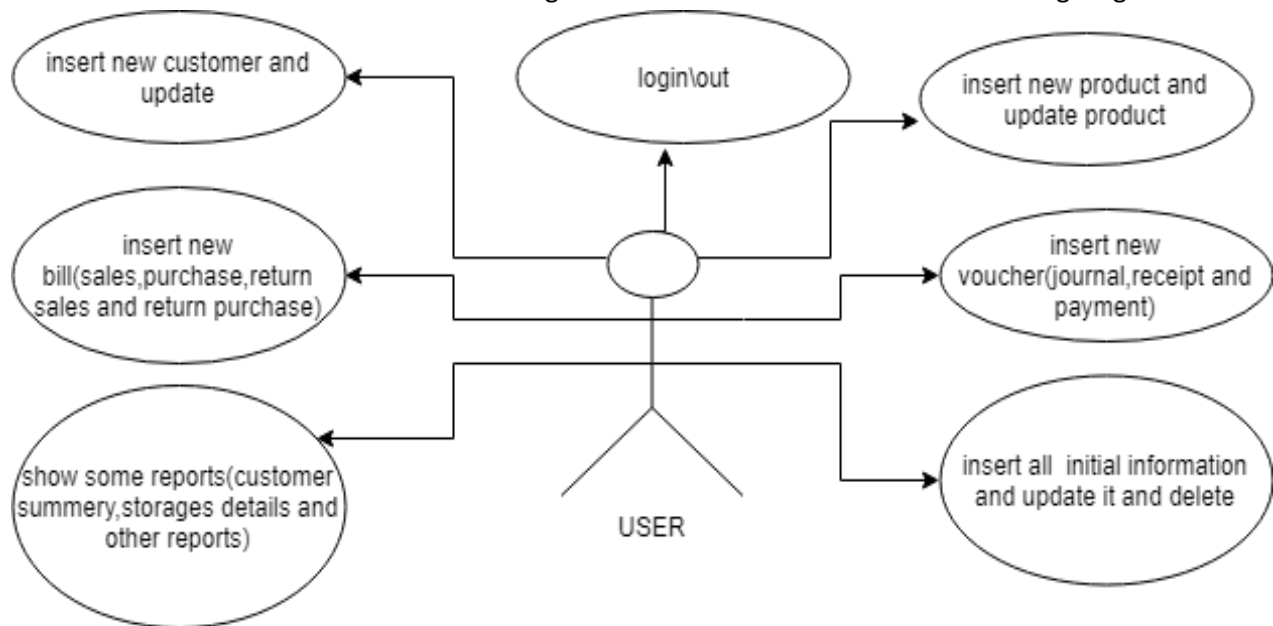 insert new customer and
update
login\out
insert new product and
update product
insert new
bill(sales,purchase,return
sales and return purchase)
insert new
voucher(journal,receipt and
payment)
show some reports(customer
summery,storages details and
other reports)
insert all initial information
and update it and delete
USER